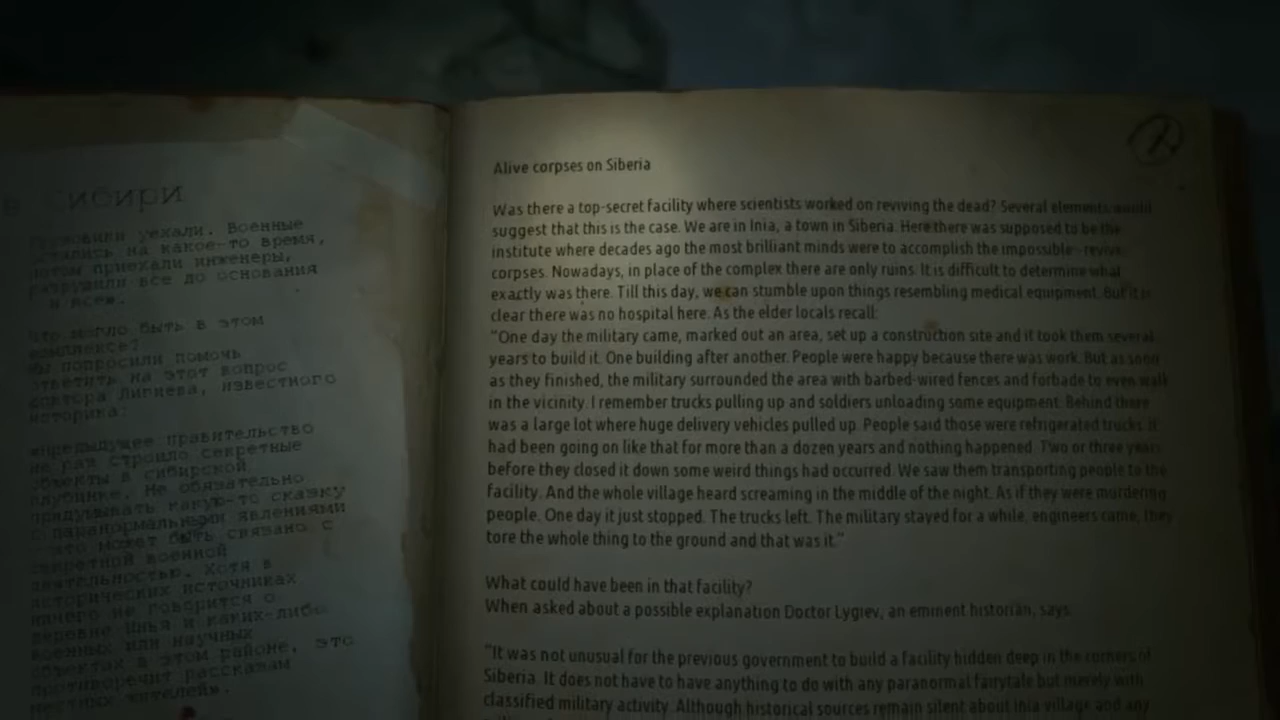 в Сибири
уехали. Военные
на какое-то время,
потом приехали инженеры,
разрушили все до основания
и все».
Что могло быть в этом
комплексе?
Мы попросили помочь
ответить на этот вопрос
доктора Лигиева, известного
историка:
«Предыдущее правительство
не раз строило секретные
объекты в сибирской
глубинке. Не обязательно
придумывать какую-то сказку
с паранормальными явлениями
- это может быть связано с
секретной военной
деятельностью. Хотя в
исторических источниках
ничего не говорится о
деревне Инья и каких-либо
военных или научных
объектах в этом районе, это
противоречит рассказам
местных жителей».
Alive corpses on Siberia
Was there a top-secret facility where scientists worked on reviving the dead? Several elements would
suggest that this is the case. We are in Inia, a town in Siberia. Here there was supposed to be the
institute where decades ago the most brilliant minds were to accomplish the impossible - revive
corpses. Nowadays, in place of the complex there are only ruins. It is difficult to determine what
exactly was there. Till this day, we can stumble upon things resembling medical equipment. But it is
clear there was no hospital here. As the elder locals recall:
"One day the military came, marked out an area, set up a construction site and it took them several
years to build it. One building after another. People were happy because there was work. But as soon
as they finished, the military surrounded the area with barbed-wired fences and forbade to even walk
in the vicinity. I remember trucks pulling up and soldiers unloading some equipment. Behind there
was a large lot where huge delivery vehicles pulled up. People said those were refrigerated trucks. It
had been going on like that for more than a dozen years and nothing happened. Two or three years
before they closed it down some weird things had occurred. We saw them transporting people to the
facility. And the whole village heard screaming in the middle of the night. As if they were murdering
people. One day it just stopped. The trucks left. The military stayed for a while, engineers came, they
tore the whole thing to the ground and that was it."
What could have been in that facility?
When asked about a possible explanation Doctor Lygiev, an eminent historian, says:
"It was not unusual for the previous government to build a facility hidden deep in the corners of
Siberia. It does not have to have anything to do with any paranormal fairytale but merely with
classified military activity. Although historical sources remain silent about Inia village and any